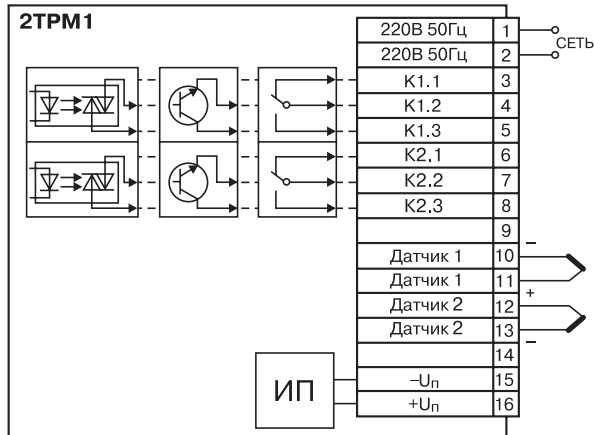 2ТРМ1
220В 50Гц 1
220В 50Гц 2
СЕТЬ
К1.1 3
К1.2 4
К1.3 5
К2.1 6
К2.2 7
К2.3 8
9
–
Датчик 1 10
Датчик 1 11
+
Датчик 2 12
Датчик 2 13
–
14
ИП
–Uп 15
+Uп 16